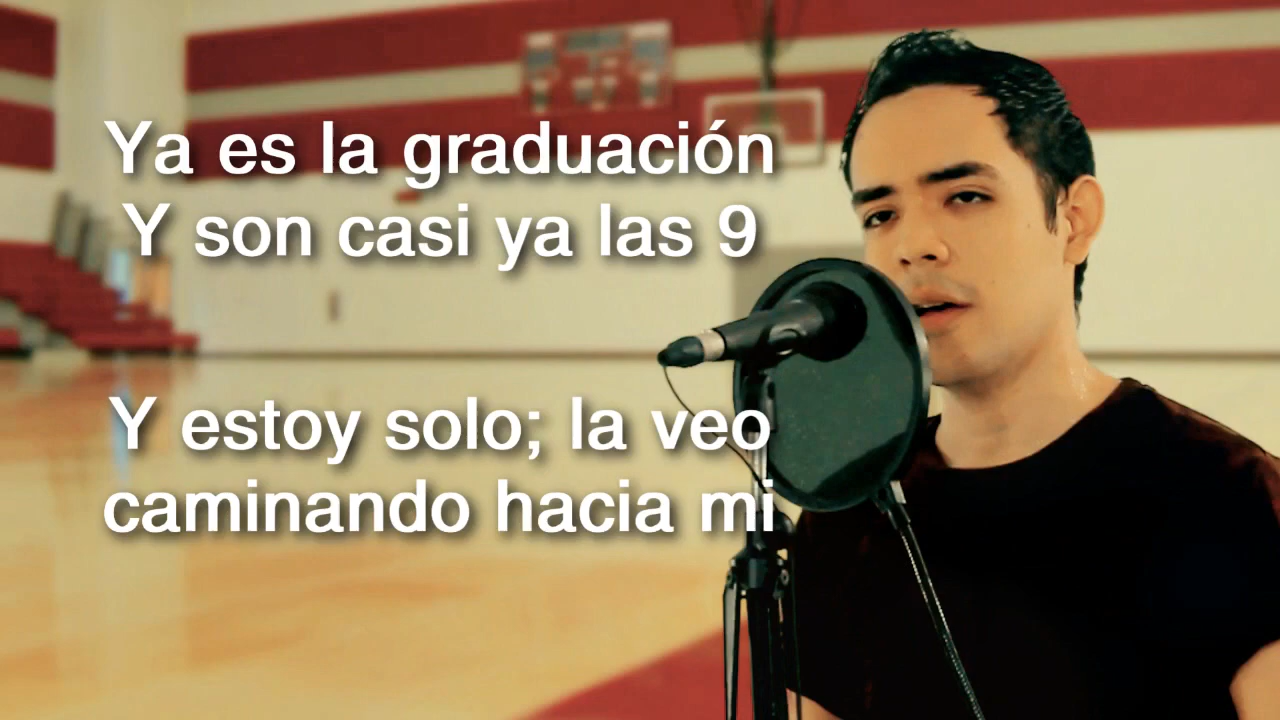 Ya es la graduación
Y son casi ya las 9
Y estoy solo; la veo
caminando hacia mi